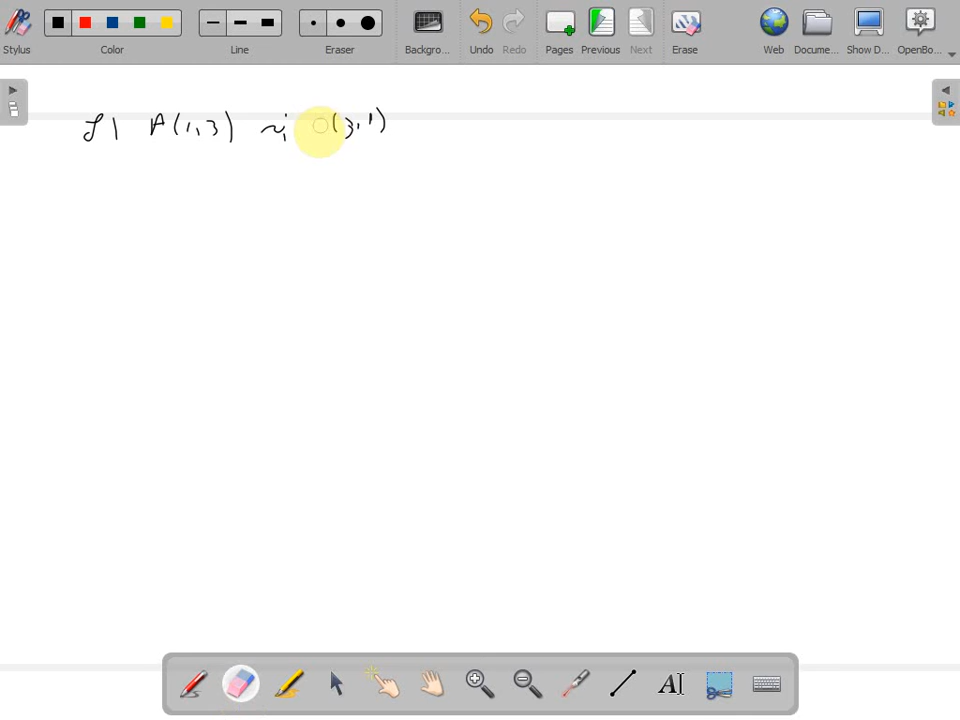 Stylus
Color
Line
Eraser
Backgro...
Undo
Redo
Pages
Previous
Next
Erase
Web
Docume...
Show D...
OpenBo...
A(1,3) (3,1)